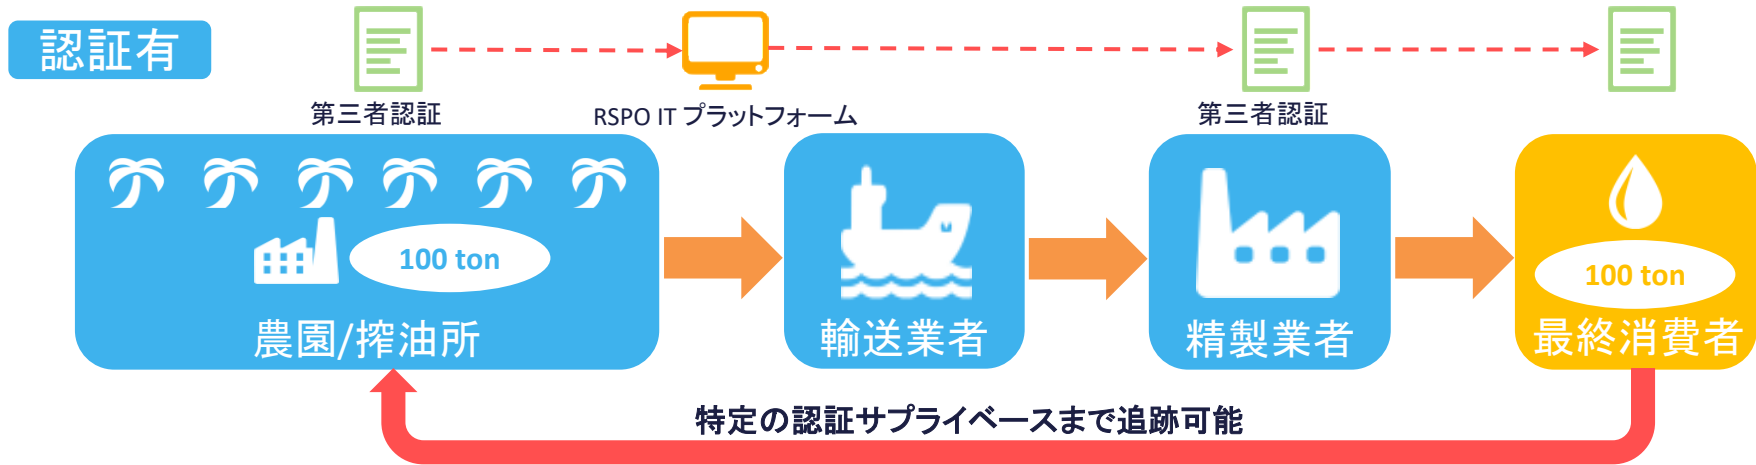 認証有
第三者認証
RSPO IT プラットフォーム
第三者認証
100 ton
100 ton
農園/搾油所
輸送業者
精製業者
最終消費者
特定の認証サプライベースまで追跡可能